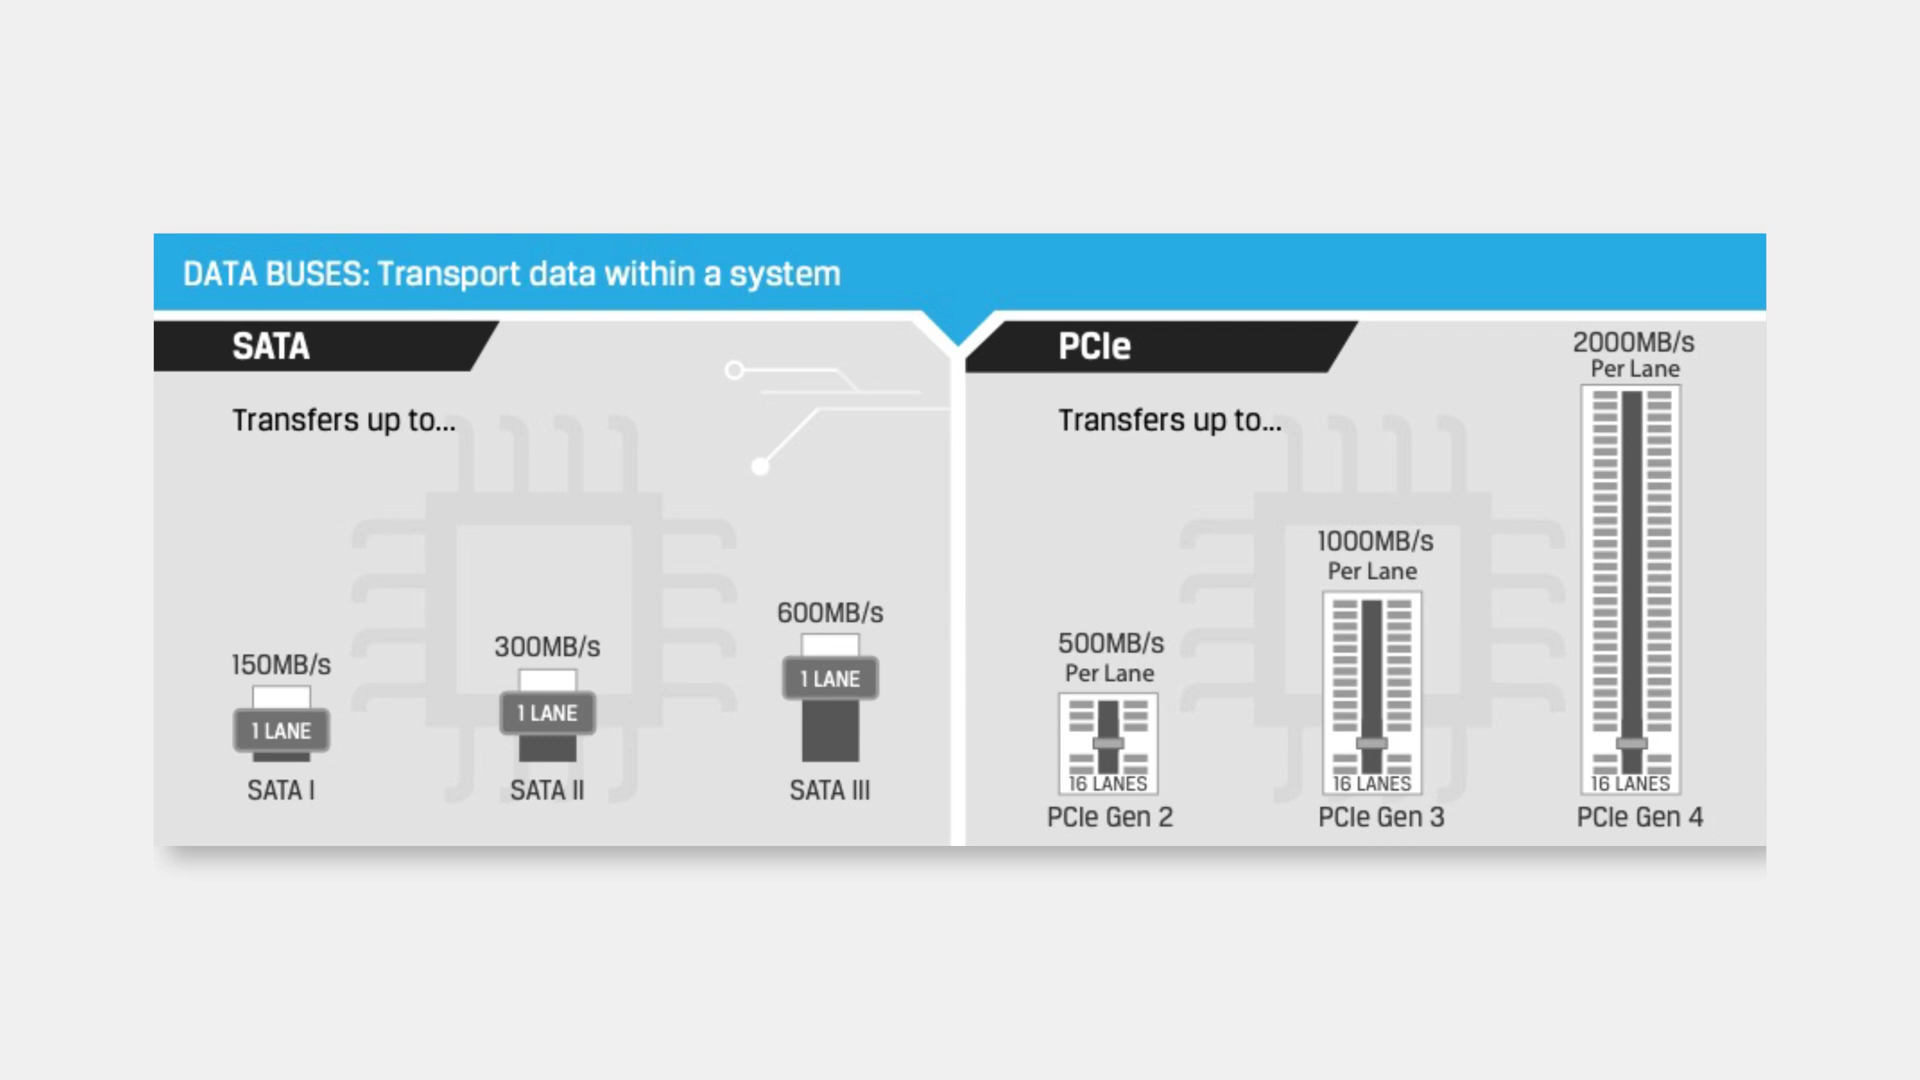 DATA BUSES: Transport data within a system
SATA
Transfers up to...
150MB/s
1 LANE
SATA I
300MB/s
1 LANE
SATA II
600MB/s
1 LANE
SATA III
PCIe
Transfers up to...
500MB/s
Per Lane
16 LANES
PCIe Gen 2
1000MB/s
Per Lane
16 LANES
PCIe Gen 3
2000MB/s
Per Lane
16 LANES
PCIe Gen 4